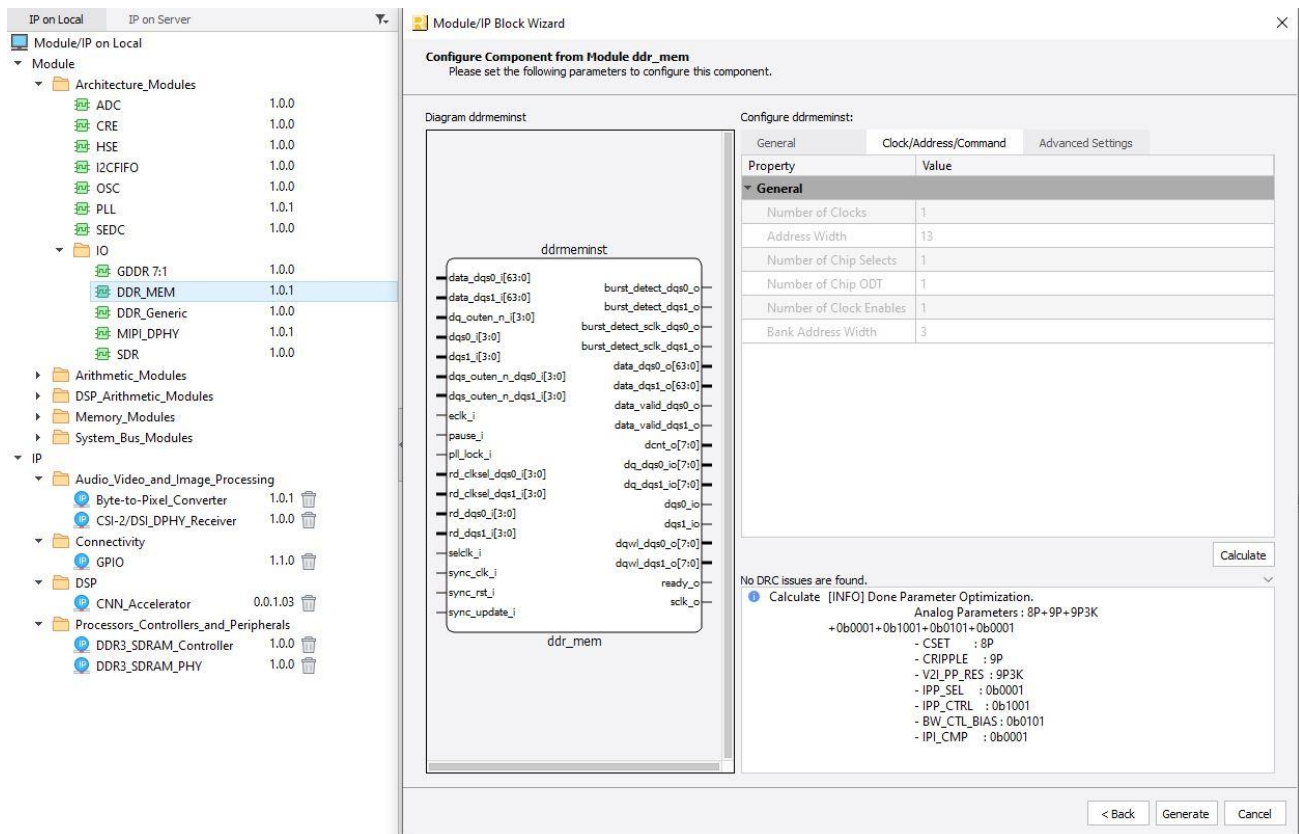 IP on Local IP on Server
Module/IP on Local
Module
Architecture_Modules
ADC 1.0.0
CRE 1.0.0
HSE 1.0.0
I2CFIFO 1.0.0
OSC 1.0.0
PLL 1.0.1
SEDC 1.0.0
IO
GDDR 7:1 1.0.0
DDR_MEM 1.0.1
DDR_Generic 1.0.0
MIPI_DPHY 1.0.1
SDR 1.0.0
Arithmetic_Modules
DSP_Arithmetic_Modules
Memory_Modules
System_Bus_Modules
IP
Audio_Video_and_Image_Processing
Byte-to-Pixel_Converter 1.0.1
CSI-2/DSI_DPHY_Receiver 1.0.0
Connectivity
GPIO 1.1.0
DSP
CNN_Accelerator 0.0.1.03
Processors_Controllers_and_Peripherals
DDR3_SDRAM_Controller 1.0.0
DDR3_SDRAM_PHY 1.0.0
Module/IP Block Wizard
Configure Component from Module ddr_mem
Please set the following parameters to configure this component.
Diagram ddrmeminst
ddrmeminst
data_dqs0_i[63:0]
data_dqs1_i[63:0]
dq_outen_n_i[3:0]
dqs0_i[3:0]
dqs1_i[3:0]
dqs_outen_n_dqs0_i[3:0]
dqs_outen_n_dqs1_i[3:0]
eclk_i
pause_i
pll_lock_i
rd_clksel_dqs0_i[3:0]
rd_clksel_dqs1_i[3:0]
rd_dqs0_i[3:0]
rd_dqs1_i[3:0]
selclk_i
sync_clk_i
sync_rst_i
sync_update_i
burst_detect_dqs0_o
burst_detect_dqs1_o
burst_detect_sclk_dqs0_o
burst_detect_sclk_dqs1_o
data_dqs0_o[63:0]
data_dqs1_o[63:0]
data_valid_dqs0_o
data_valid_dqs1_o
dcnt_o[7:0]
dq_dqs0_io[7:0]
dq_dqs1_io[7:0]
dqs0_io
dqs1_io
dqwl_dqs0_o[7:0]
dqwl_dqs1_o[7:0]
ready_o
sclk_o
ddr_mem
Configure ddrmeminst:
General Clock/Address/Command Advanced Settings
Property Value
General
Number of Clocks 1
Address Width 13
Number of Chip Selects 1
Number of Chip ODT 1
Number of Clock Enables 1
Bank Address Width 3
Calculate
No DRC issues are found.
Calculate [INFO] Done Parameter Optimization.
Analog Parameters : 8P+9P+9P3K
+0b0001+0b1001+0b0101+0b0001
- CSET : 8P
- CRIPPLE : 9P
- V2I_PP_RES : 9P3K
- IPP_SEL : 0b0001
- IPP_CTRL : 0b1001
- BW_CTL_BIAS : 0b0101
- IPI_CMP : 0b0001
< Back Generate Cancel